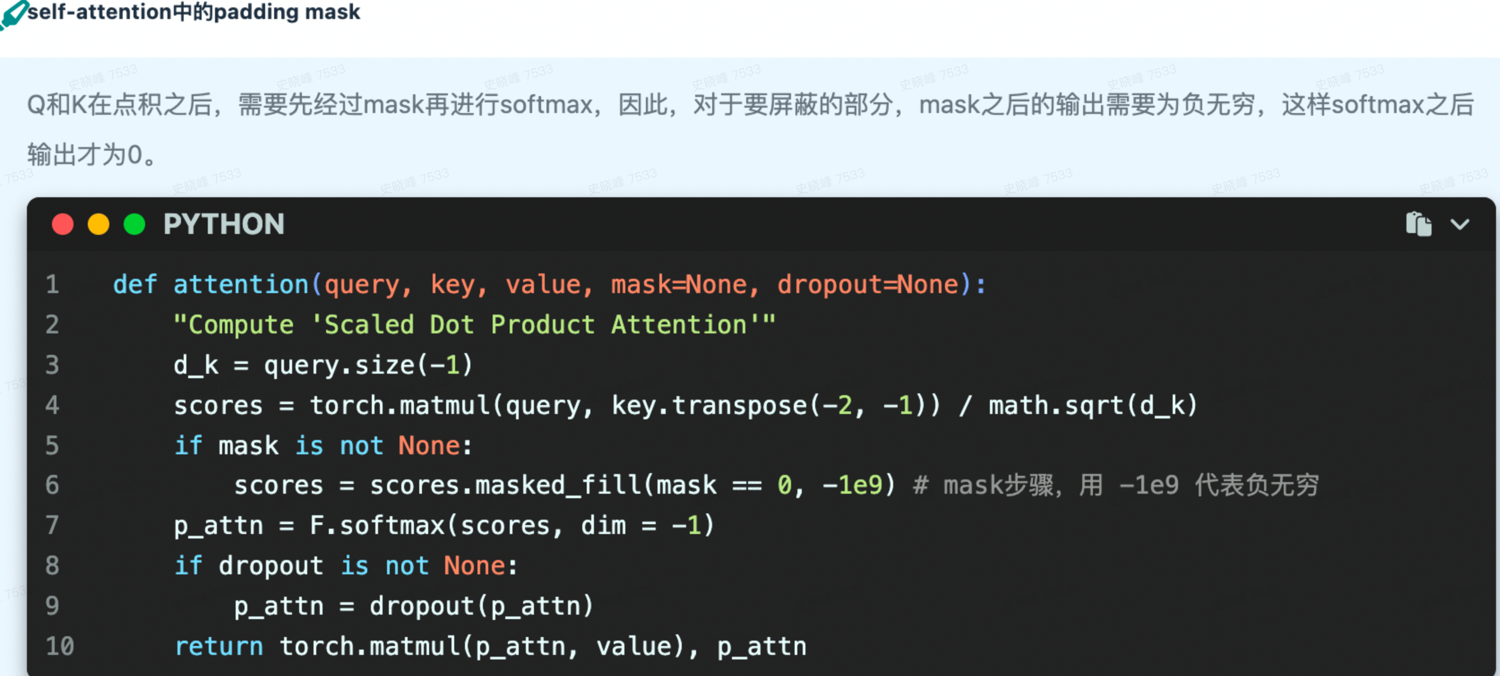 self-attention中的padding mask
Q和K在点积之后，需要先经过mask再进行softmax，因此，对于要屏蔽的部分，mask之后的输出需要为负无穷，这样softmax之后
输出才为0。
PYTHON
1 def attention(query, key, value, mask=None, dropout=None):
2 "Compute 'Scaled Dot Product Attention'"
3 d_k = query.size(-1)
4 scores = torch.matmul(query, key.transpose(-2, -1)) / math.sqrt(d_k)
5 if mask is not None:
6 scores = scores.masked_fill(mask == 0, -1e9) # mask步骤，用 -1e9 代表负无穷
7 p_attn = F.softmax(scores, dim = -1)
8 if dropout is not None:
9 p_attn = dropout(p_attn)
10 return torch.matmul(p_attn, value), p_attn
史晓峰 7533